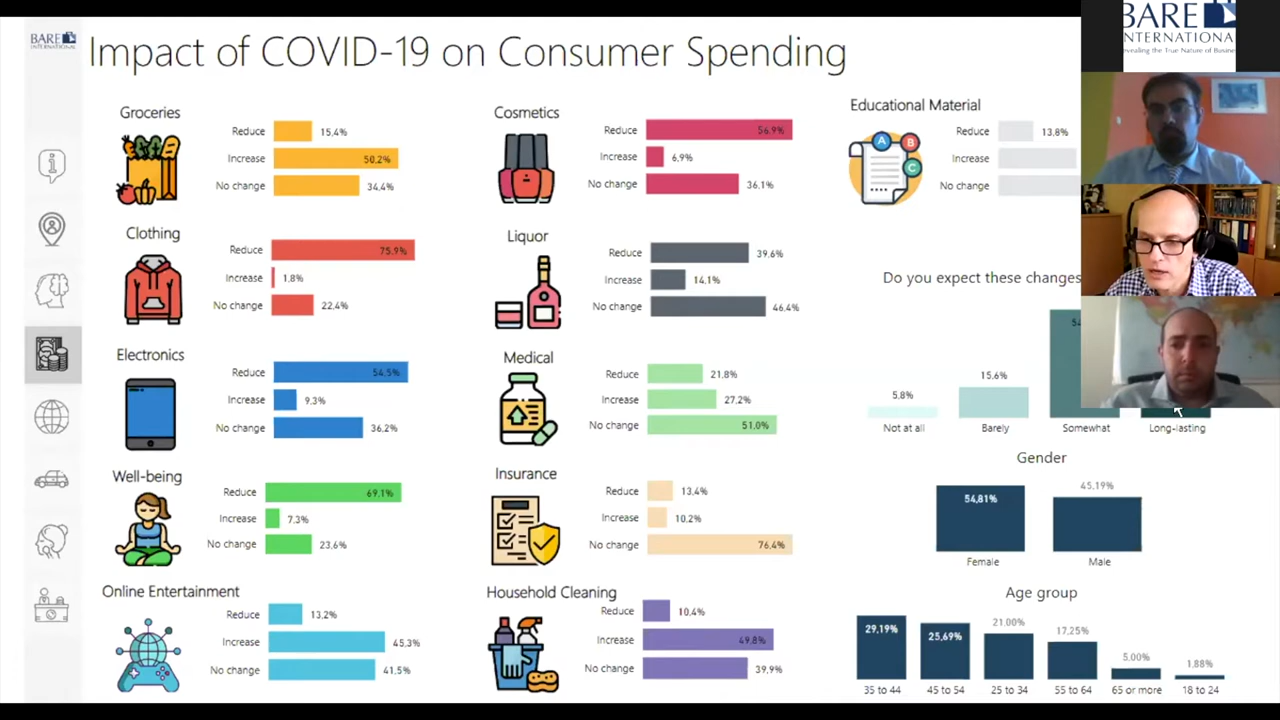 BARE
INTERNATIONAL
Impact of COVID-19 on Consumer Spending
Groceries
Reduce 15,4%
Increase 50,2%
No change 34,4%
Clothing
Reduce 75,9%
Increase 1.8%
No change 22,4%
Electronics
Reduce 54,5%
Increase 9.3%
No change 36,2%
Well-being
Reduce 69,1%
Increase 7.3%
No change 23.6%
Online Entertainment
Reduce 13,2%
Increase 45,3%
No change 41,5%
Cosmetics
Reduce 56.9%
Increase 6.9%
No change 36.1%
Liquor
Reduce 39.6%
Increase 14.1%
No change 46,4%
Medical
Reduce 21,8%
Increase 27,2%
No change 51.0%
Insurance
Reduce 13,4%
Increase 10.2%
No change 76,4%
Household Cleaning
Reduce 10.4%
Increase 49.8%
No change 39,9%
Educational Material
A
B
C
Reduce 13.8%
Increase
No change
Do you expect these changes
5,8%
15.6%
Not at all
Barely
Somewhat
Long-lasting
Gender
54,81%
45.19%
Female
Male
Age group
29,19%
25,69%
21.00%
17,25%
5.00%
1.88%
35 to 44
45 to 54
25 to 34
55 to 64
65 or more
18 to 24
BARE
INTERNATIONA
evealing the True Nature of Busine